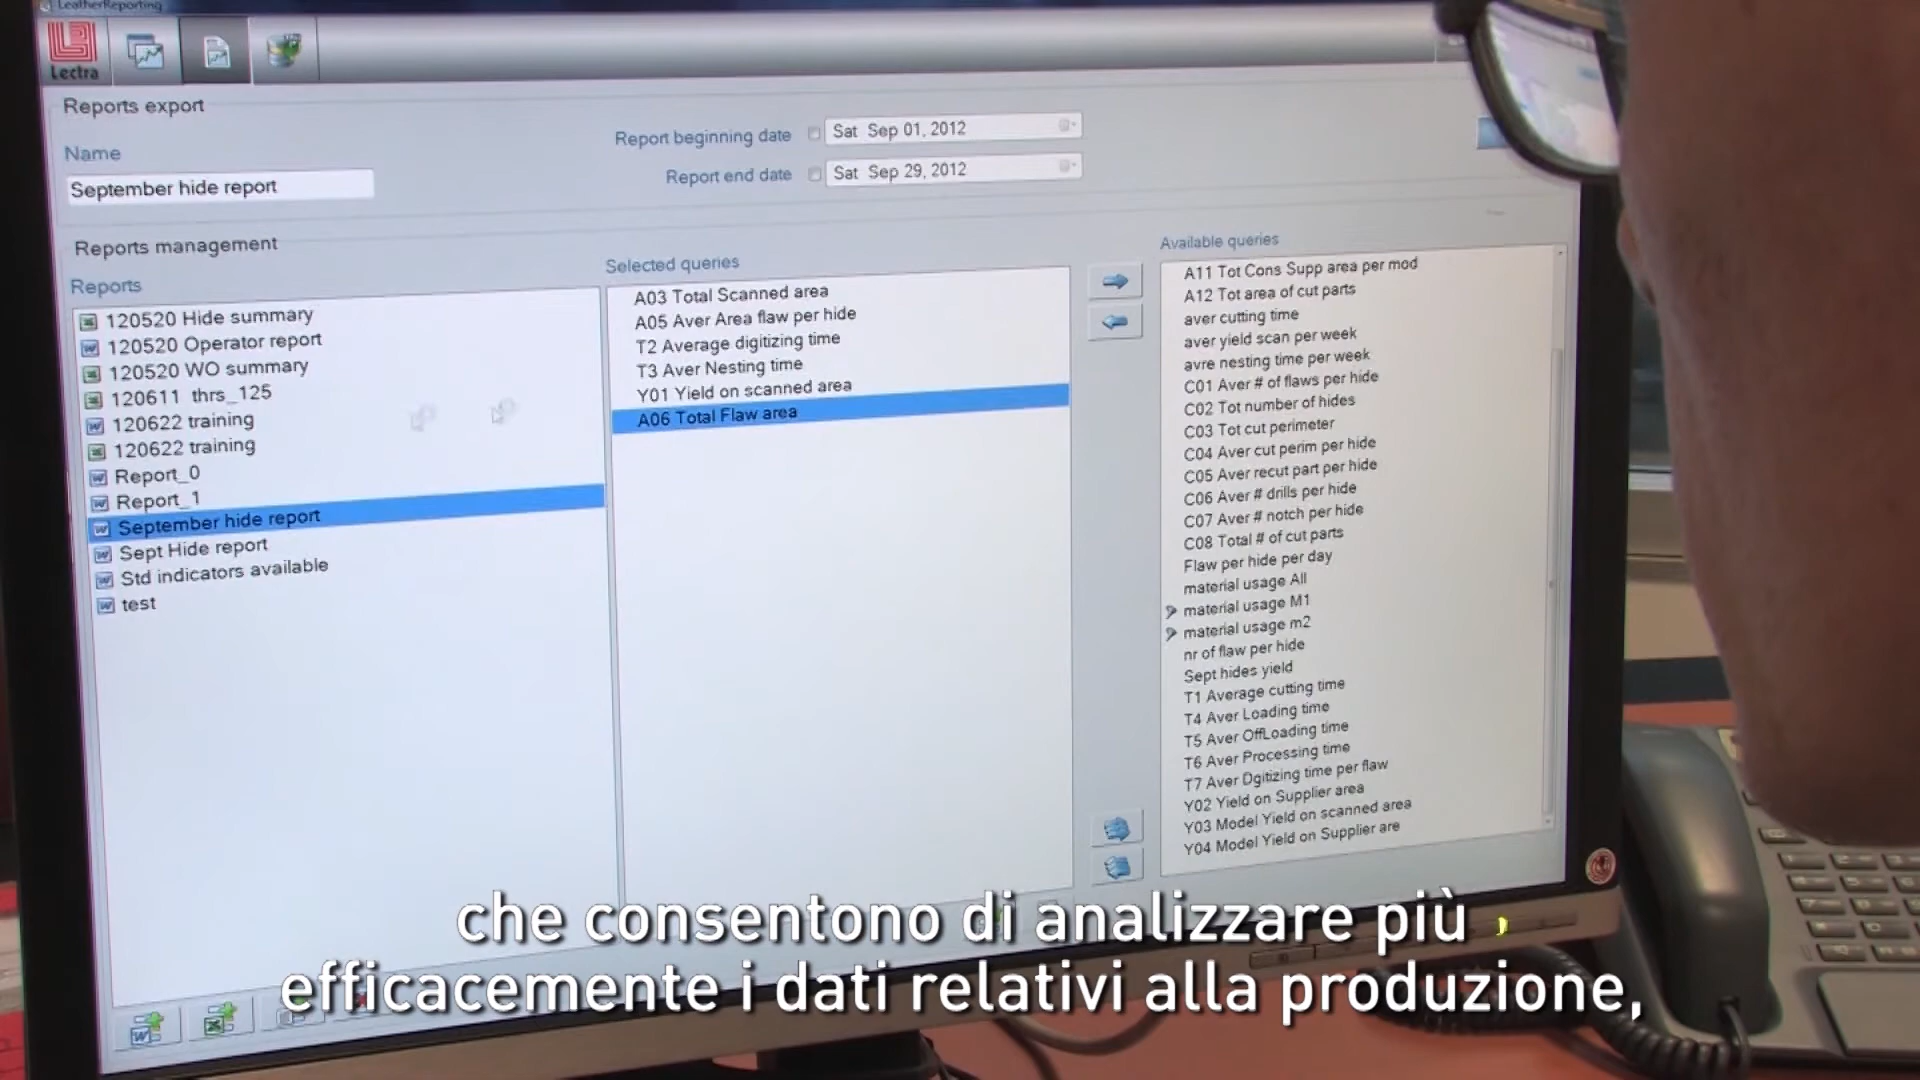 LeatherReporting
Lectra
Reports export
Name
September hide report
Report beginning date
Sat Sep 01, 2012
Report end date
Sat Sep 29, 2012
Reports management
Reports
120520 Hide summary
120520 Operator report
120520 WO summary
120611 thrs_125
120622 training
120622 training
Report_0
Report_1
September hide report
Sept Hide report
Std indicators available
test
Selected queries
A03 Total Scanned area
A05 Aver Area flaw per hide
T2 Average digitizing time
T3 Aver Nesting time
Y01 Yield on scanned area
A06 Total Flaw area
Available queries
A11 Tot Cons Supp area per mod
A12 Tot area of cut parts
aver cutting time
aver yield scan per week
avre nesting time per week
C01 Aver # of flaws per hide
C02 Tot number of hides
C03 Tot cut perimeter
C04 Aver cut perim per hide
C05 Aver recut part per hide
C06 Aver # drills per hide
C07 Aver # notch per hide
C08 Total # of cut parts
Flaw per hide per day
material usage All
material usage M1
material usage m2
nr of flaw per hide
Sept hides yield
T1 Average cutting time
T4 Aver Loading time
T5 Aver OffLoading time
T6 Aver Processing time
T7 Aver Dgitizing time per flaw
Y02 Yield on Supplier area
Y03 Model Yield on scanned area
Y04 Model Yield on Supplier are
che consentono di analizzare più
efficacemente i dati relativi alla produzione,